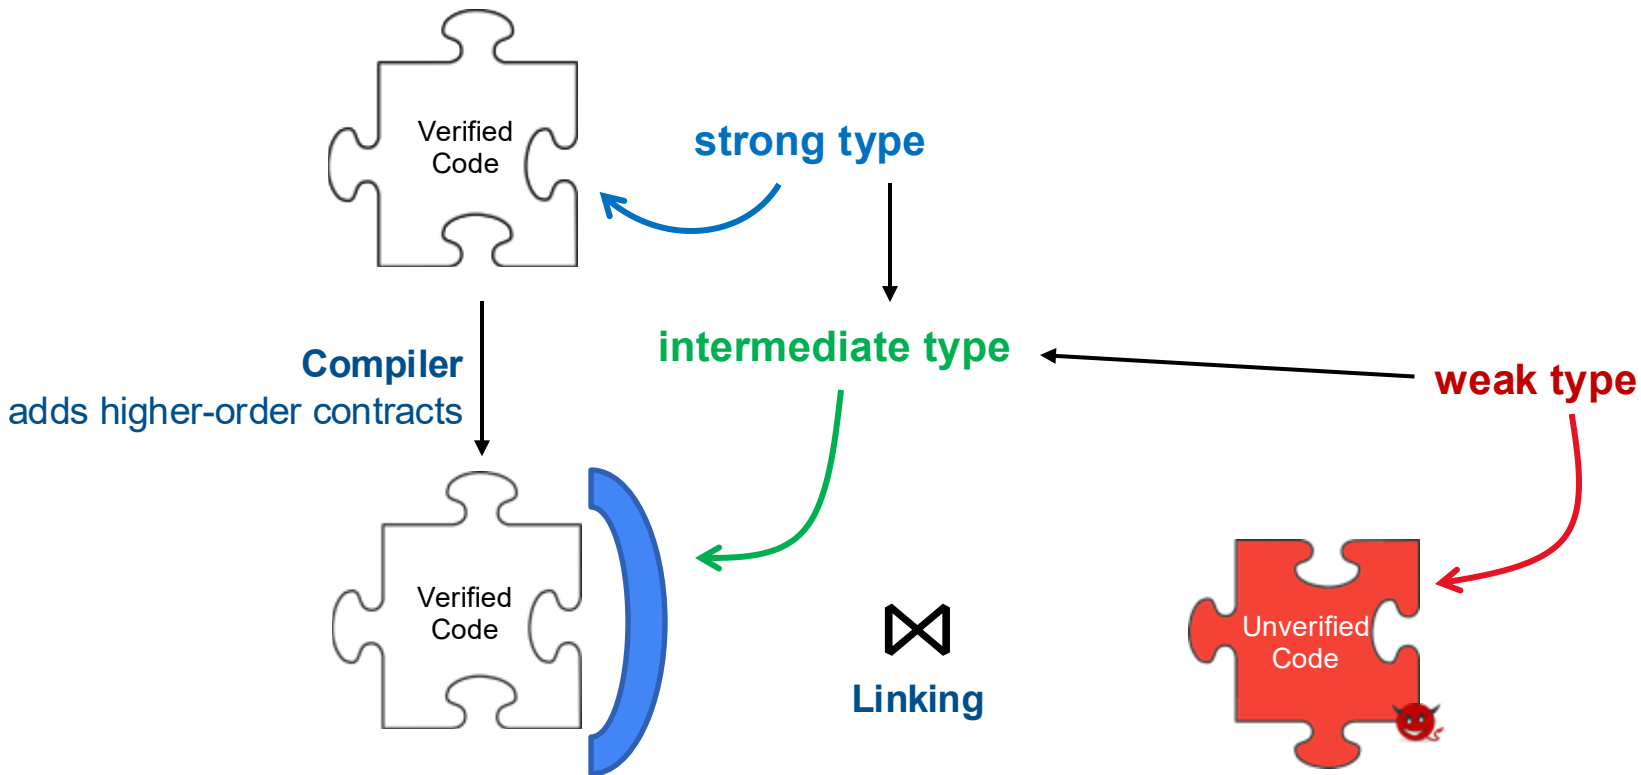 Verified
Code
strong type
Compiler
adds higher-order contracts
intermediate type
weak type
Verified
Code
Linking
Unverified
Code